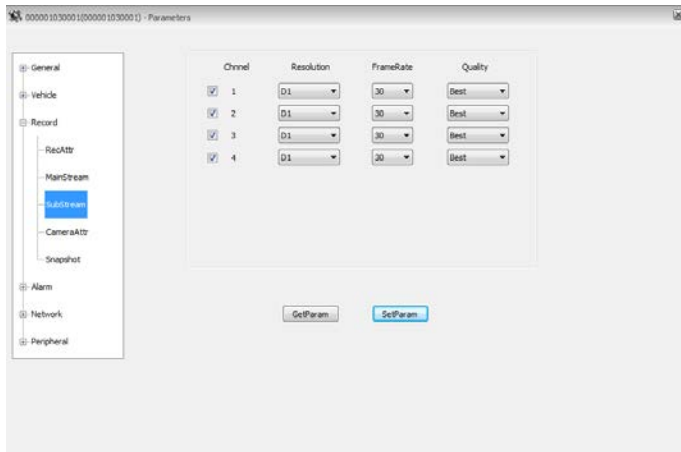 000001030001(000001030001) - Parameters
General
Vehicle
Record
RecAttr
MainStream
SubStream
CameraAttr
Snapshot
Alarm
Network
Peripheral
Chnnel Resolution FrameRate Quality
1 D1 30 Best
2 D1 30 Best
3 D1 30 Best
4 D1 20 Best
GetParam SetParam